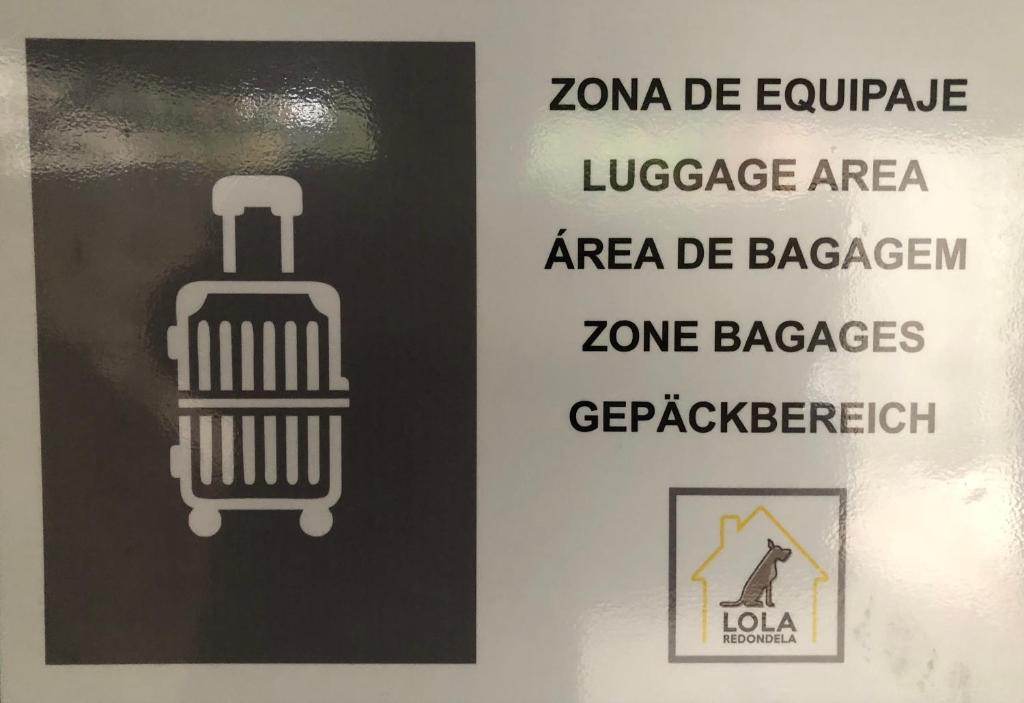 ZONA DE EQUIPAJE
LUGGAGE AREA
ÁREA DE BAGAGEM
ZONE BAGAGES
GEPÄCKBEREICH
LOLA
REDONDELA